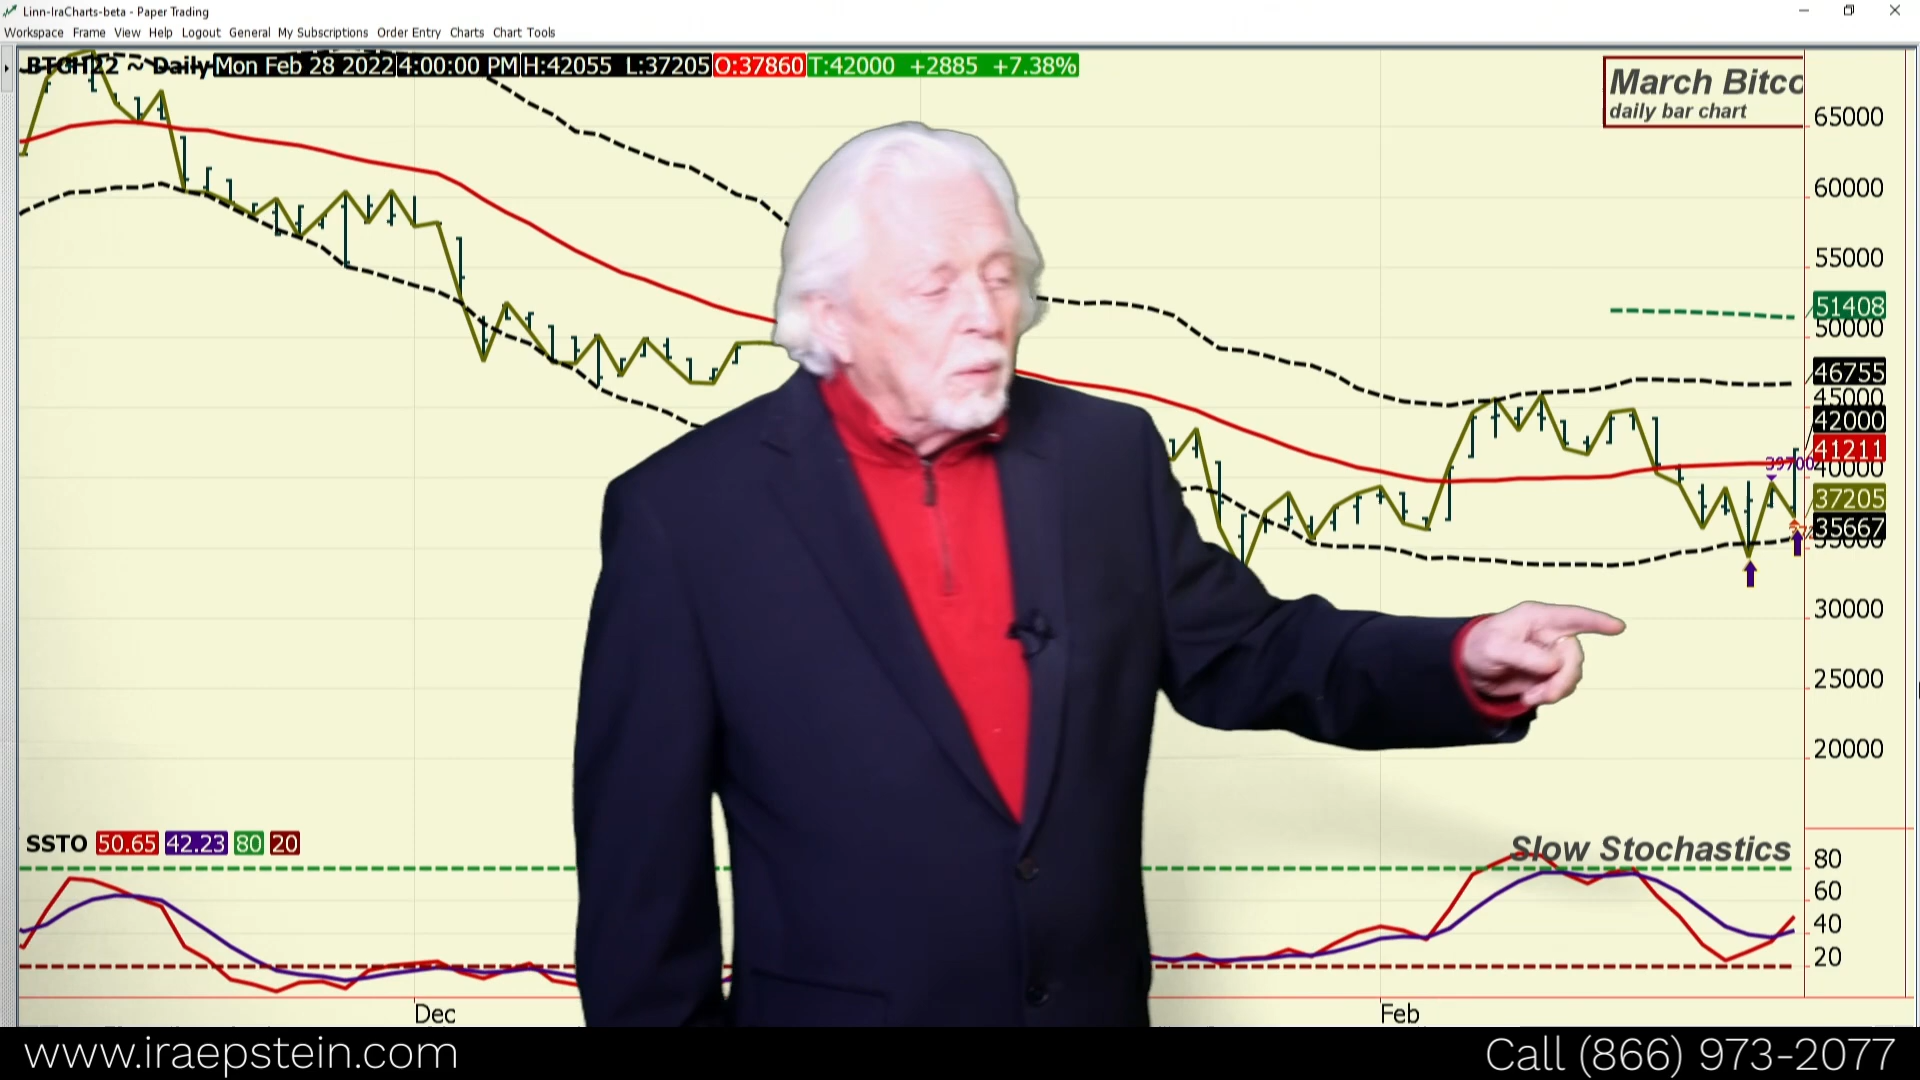 Linn-IraCharts-beta - Paper Trading
Workspace Frame View Help Logout General My Subscriptions Order Entry Charts Chart Tools
BTCH22 ~ Daily Mon Feb 28 2022 4:00:00 PM H:42055 L:37205 O:37860 T:42000 +2885 +7.38%
March Bitco
daily bar chart
65000
60000
55000
51408
50000
46755
45000
42000
41211
39700
40000
37205
35667
35000
30000
25000
20000
SSTO 50.65 42.23 80 20
Slow Stochastics
80
60
40
20
Dec Feb
www.iraepstein.com Call (866) 973-2077